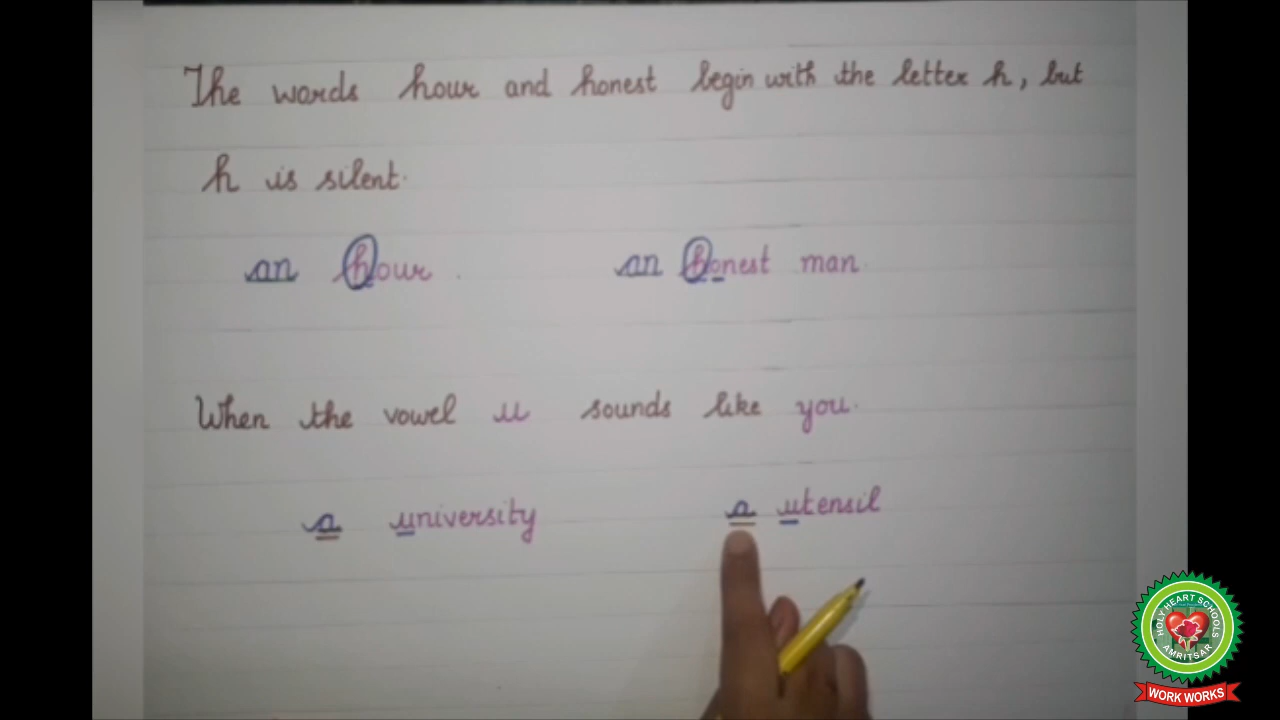 The words hour and honest begin with the letter h, but
h is silent.
an hour. an honest man
When the vowel u sounds like you.
a university a utensil
HOLY HEART SCHOOLS
AMRITSAR
WORK WORKS